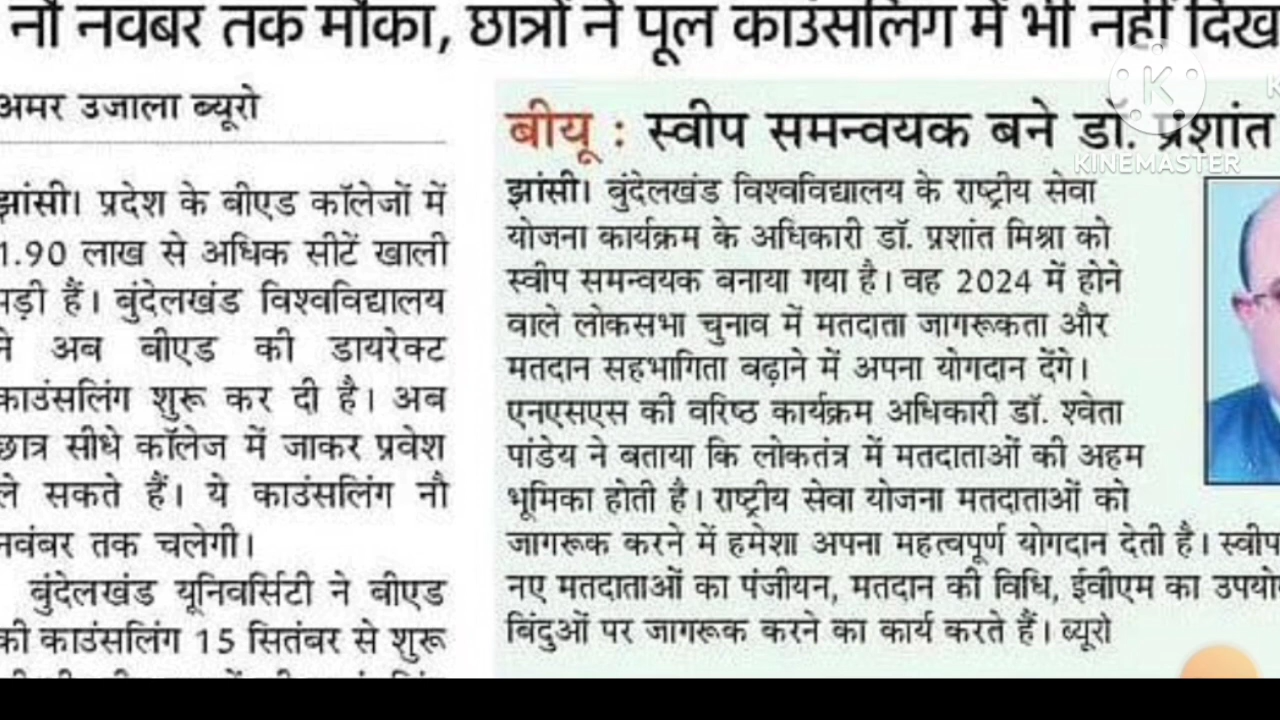 नौ नवंबर तक मौका, छात्रों ने पूल काउंसलिंग में भी नहीं
अमर उजाला ब्यूरो
झांसी। प्रदेश के बीएड कॉलेजों में
1.90 लाख से अधिक सीटें खाली
पड़ी हैं। बुंदेलखंड विश्वविद्यालय
ने अब बीएड की डायरेक्ट
काउंसलिंग शुरू कर दी है। अब
छात्र सीधे कॉलेज में जाकर प्रवेश
ले सकते हैं। ये काउंसलिंग नौ
नवंबर तक चलेगी।
बुंदेलखंड यूनिवर्सिटी ने बीएड
की काउंसलिंग 15 सितंबर से शुरू
बीयू : स्वीप समन्वयक बने डॉ. प्रशांत
झांसी। बुंदेलखंड विश्वविद्यालय के राष्ट्रीय सेवा
योजना कार्यक्रम के अधिकारी डॉ. प्रशांत मिश्रा को
स्वीप समन्वयक बनाया गया है। वह 2024 में होने
वाले लोकसभा चुनाव में मतदाता जागरूकता और
मतदान सहभागिता बढ़ाने में अपना योगदान देंगे।
एनएसएस की वरिष्ठ कार्यक्रम अधिकारी डॉ. श्वेता
पांडेय ने बताया कि लोकतंत्र में मतदाताओं की अहम
भूमिका होती है। राष्ट्रीय सेवा योजना मतदाताओं को
जागरूक करने में हमेशा अपना महत्वपूर्ण योगदान देती है। स्वीप
नए मतदाताओं का पंजीयन, मतदान की विधि, ईवीएम का
बिंदुओं पर जागरूक करने का कार्य करते हैं। ब्यूरो
K
KINEMASTER